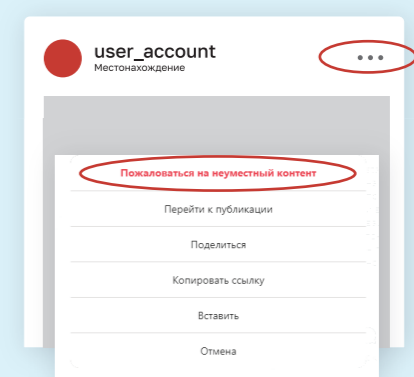 user_account
Местонахождение
Пожаловаться на неуместный контент
Перейти к публикации
Поделиться
Копировать ссылку
Вставить
Отмена